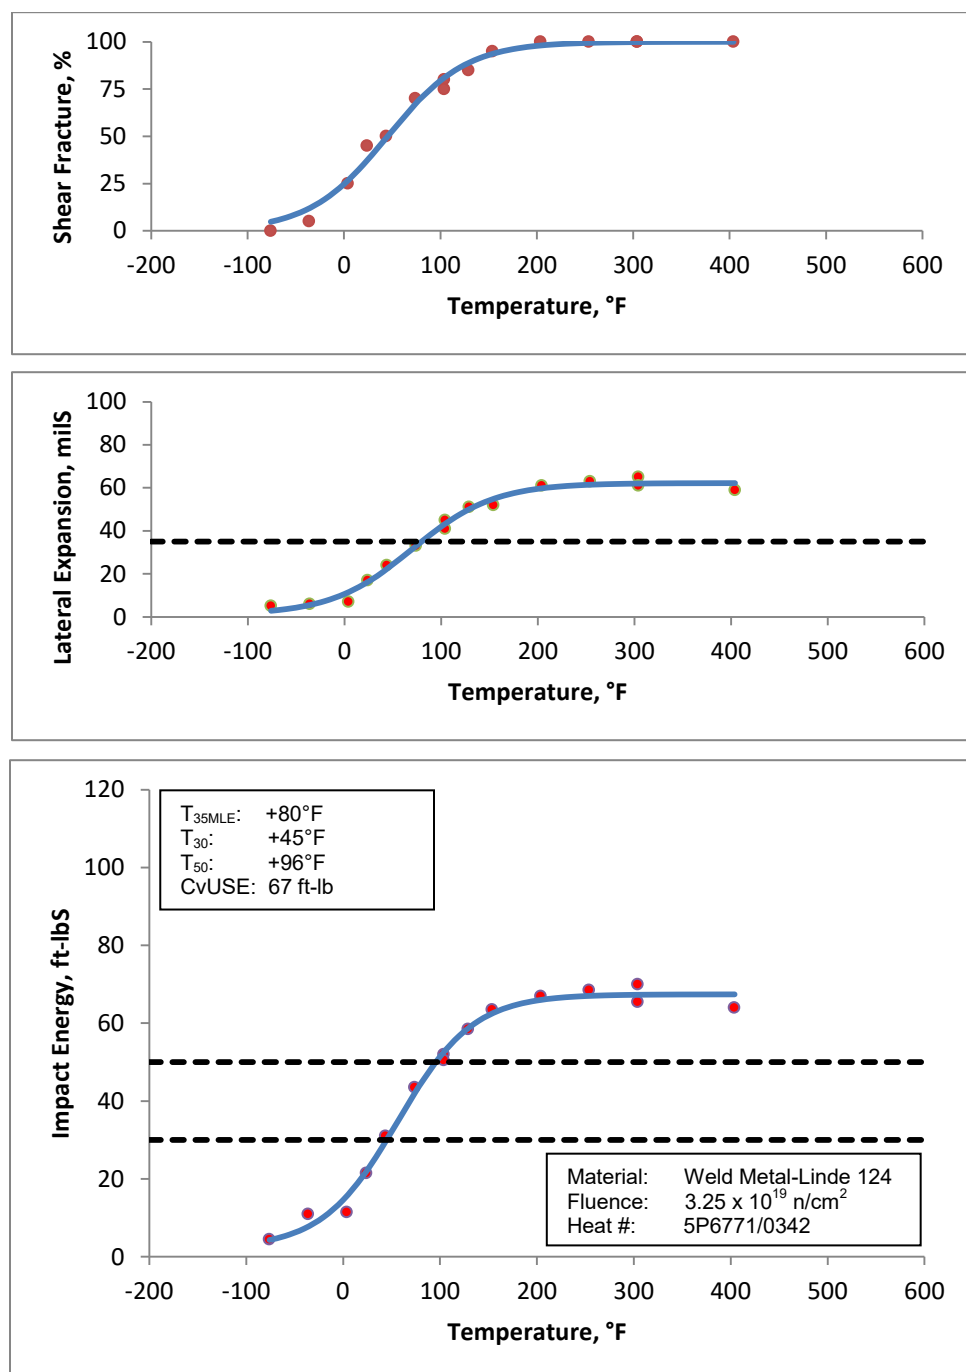 Shear Fracture, %
100
75
50
25
0
-200 -100 0 100 200 300 400 500 600
Temperature, °F
Lateral Expansion, milS
100
80
60
40
20
0
-200 -100 0 100 200 300 400 500 600
Temperature, °F
Impact Energy, ft-lbS
120
100
80
60
40
20
0
T35MLE: +80°F
T30: +45°F
T50: +96°F
CvUSE: 67 ft-lb
Material: Weld Metal-Linde 124
Fluence: 3.25 x 10^19 n/cm^2
Heat #: 5P6771/0342
-200 -100 0 100 200 300 400 500 600
Temperature, °F